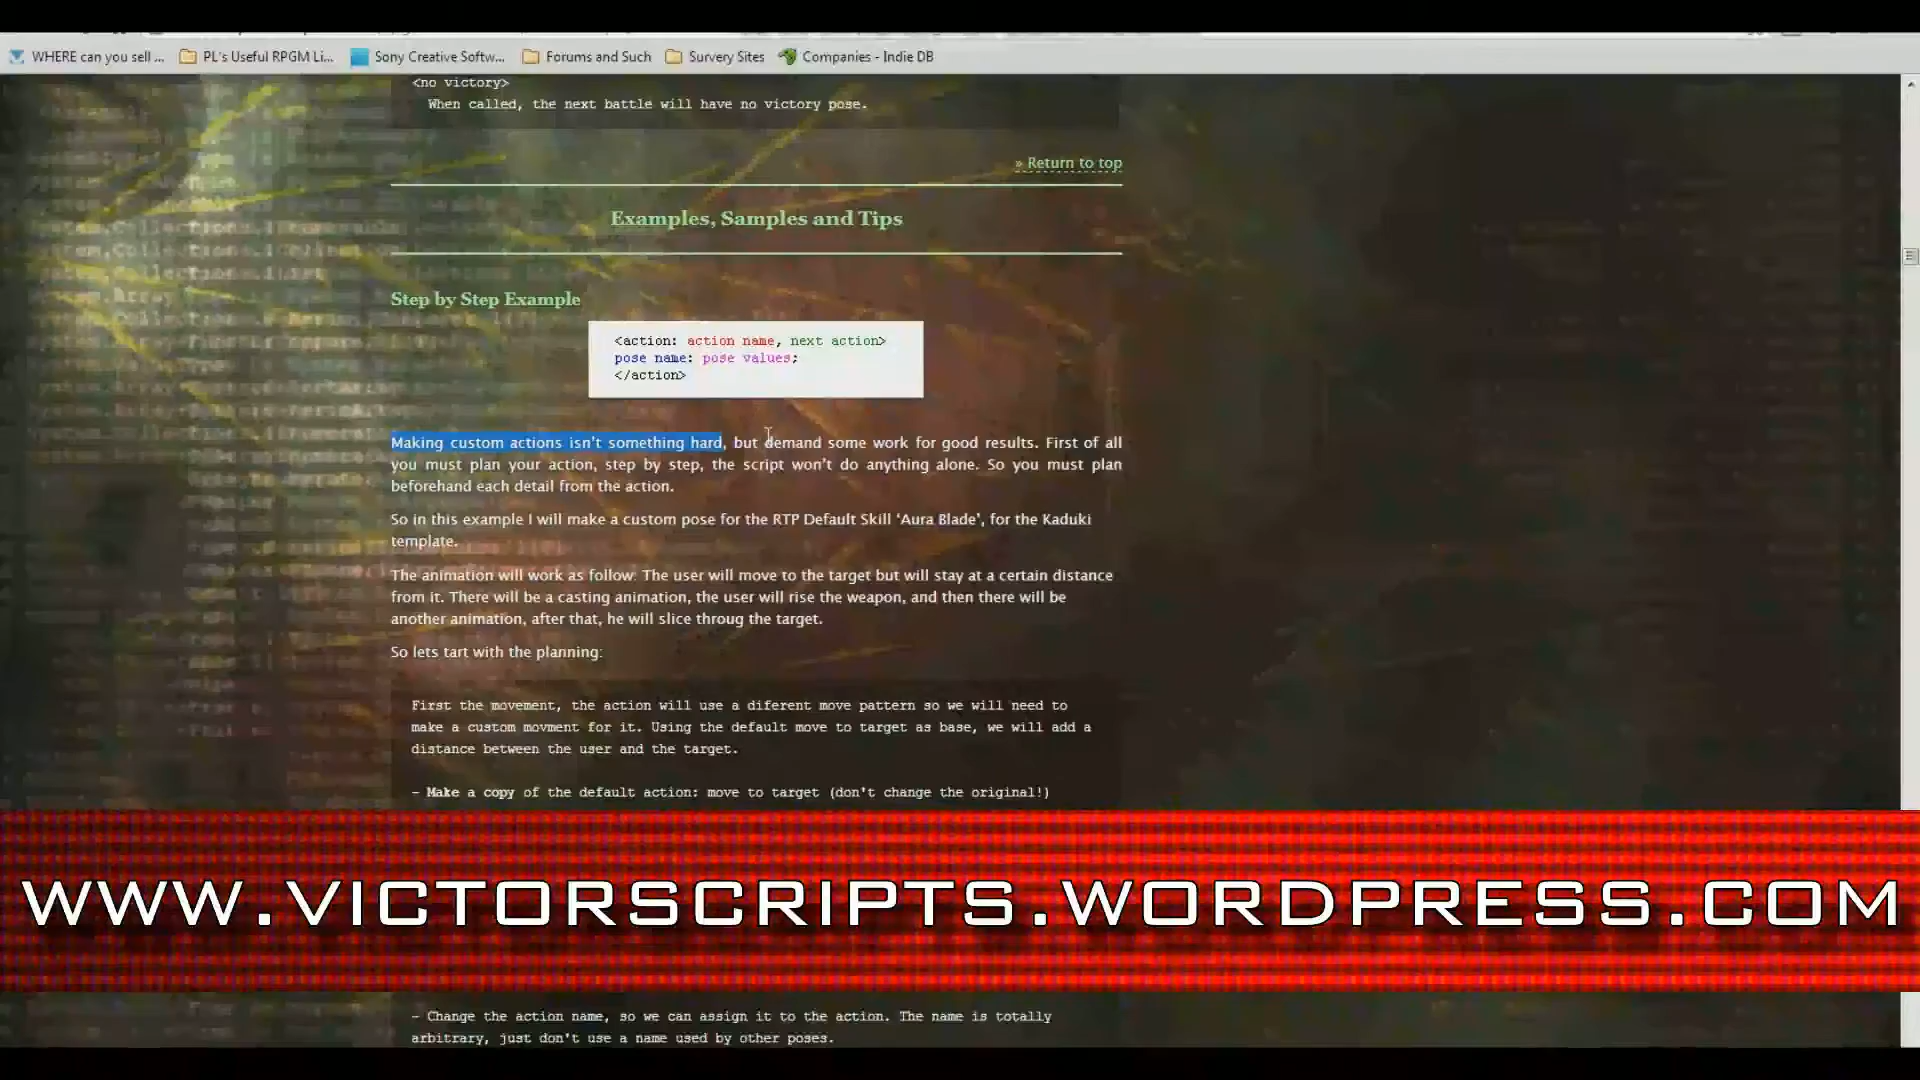 WHERE can you sell ... PL's Useful RPGM Li... Sony Creative Softw... Forums and Such Survery Sites Companies - Indie DB
<no victory>
When called, the next battle will have no victory pose.
» Return to top
Examples, Samples and Tips
Step by Step Example
<action: action name, next action>
pose name: pose values;
</action>
Making custom actions isn't something hard, but demand some work for good results. First of all
you must plan your action, step by step, the script won't do anything alone. So you must plan
beforehand each detail from the action.
So in this example I will make a custom pose for the RTP Default Skill ‘Aura Blade’, for the Kaduki
template.
The animation will work as follow: The user will move to the target but will stay at a certain distance
from it. There will be a casting animation, the user will rise the weapon, and then there will be
another animation, after that, he will slice throug the target.
So lets tart with the planning:
First the movement, the action will use a diferent move pattern so we will need to
make a custom movment for it. Using the default move to target as base, we will add a
distance between the user and the target.
- Make a copy of the default action: move to target (don't change the original!)
WWW.VICTORSCRIPTS.WORDPRESS.COM
- Change the action name, so we can assign it to the action. The name is totally
arbitrary, just don't use a name used by other poses.